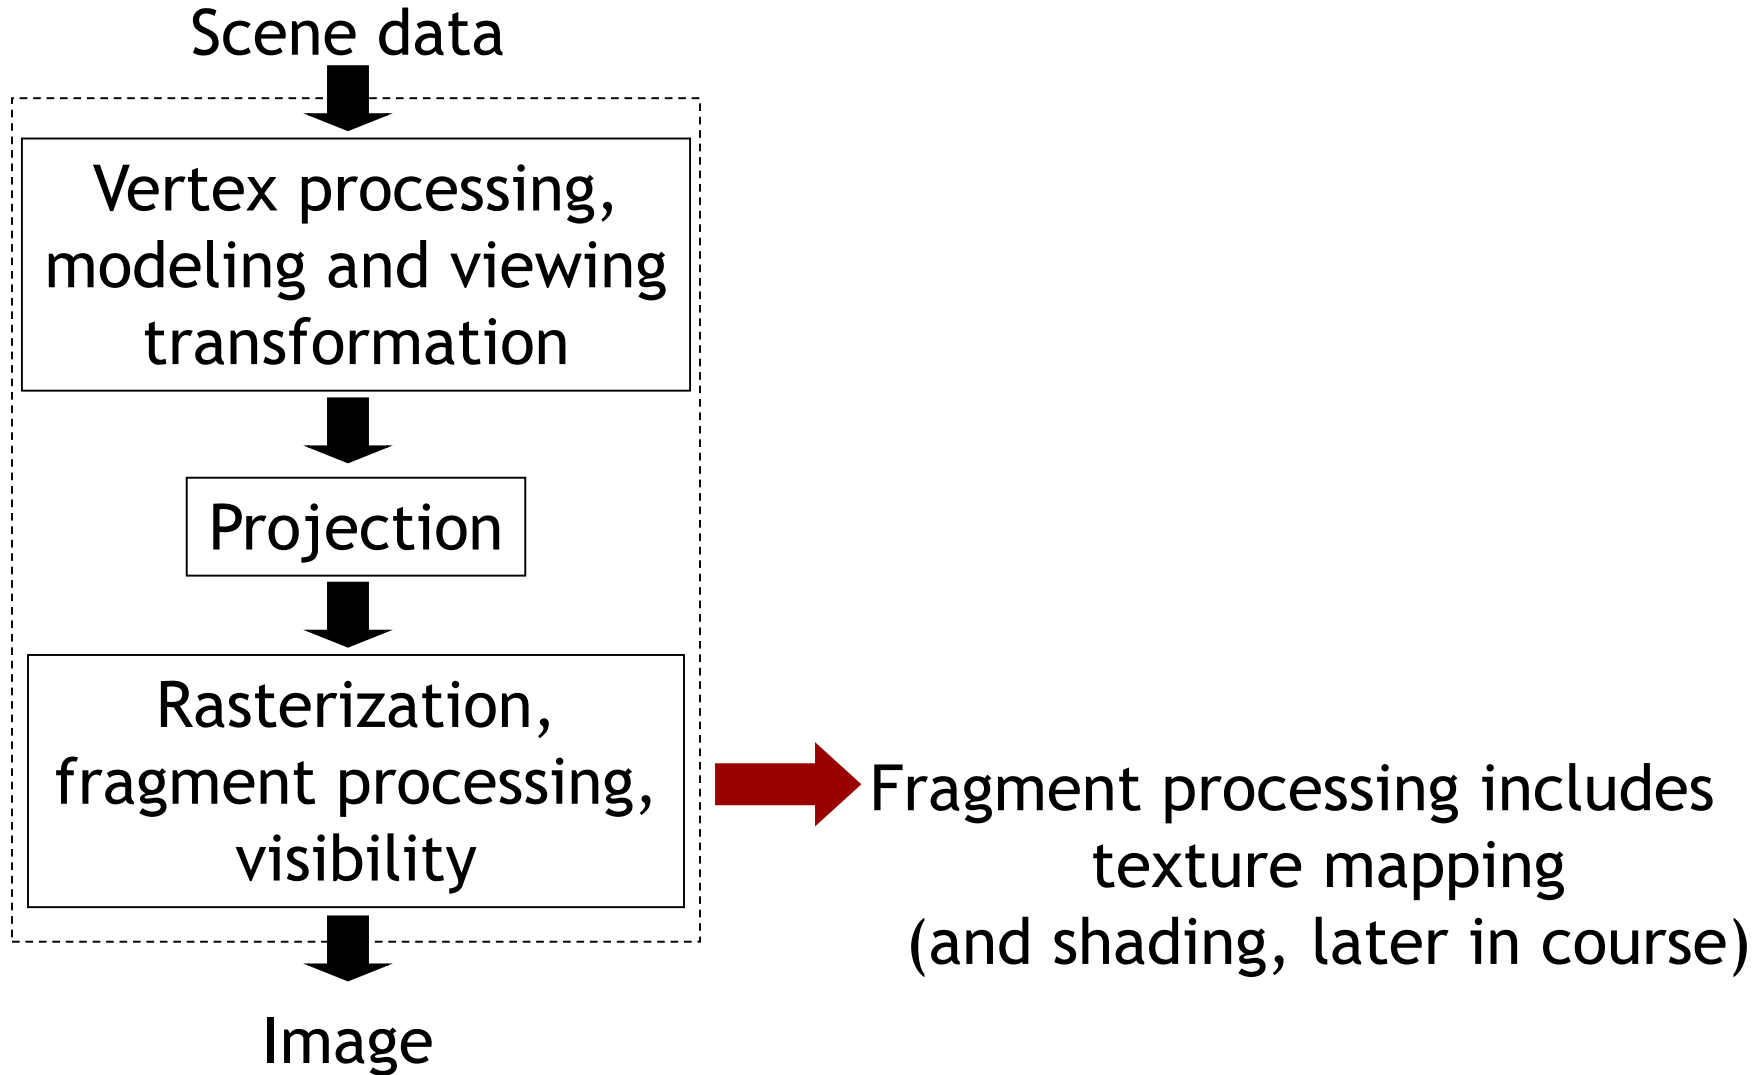 Scene data
Vertex processing,
modeling and viewing
transformation
Projection
Rasterization,
fragment processing,
visibility
Fragment processing includes
texture mapping
(and shading, later in course)
Image